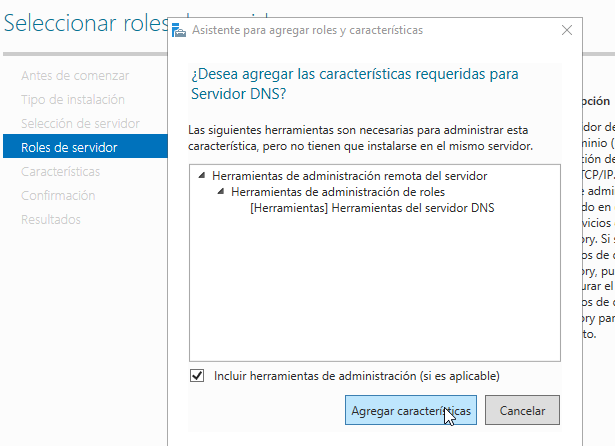 Seleccionar roles
Asistente para agregar roles y características
¿Desea agregar las características requeridas para
Servidor DNS?
Las siguientes herramientas son necesarias para administrar esta
característica, pero no tienen que instalarse en el mismo servidor.
Herramientas de administración remota del servidor
Herramientas de administración de roles
[Herramientas] Herramientas del servidor DNS
Incluir herramientas de administración (si es aplicable)
Agregar características
Cancelar
Antes de comenzar
Tipo de instalación
Selección de servidor
Roles de servidor
Características
Confirmación
Resultados